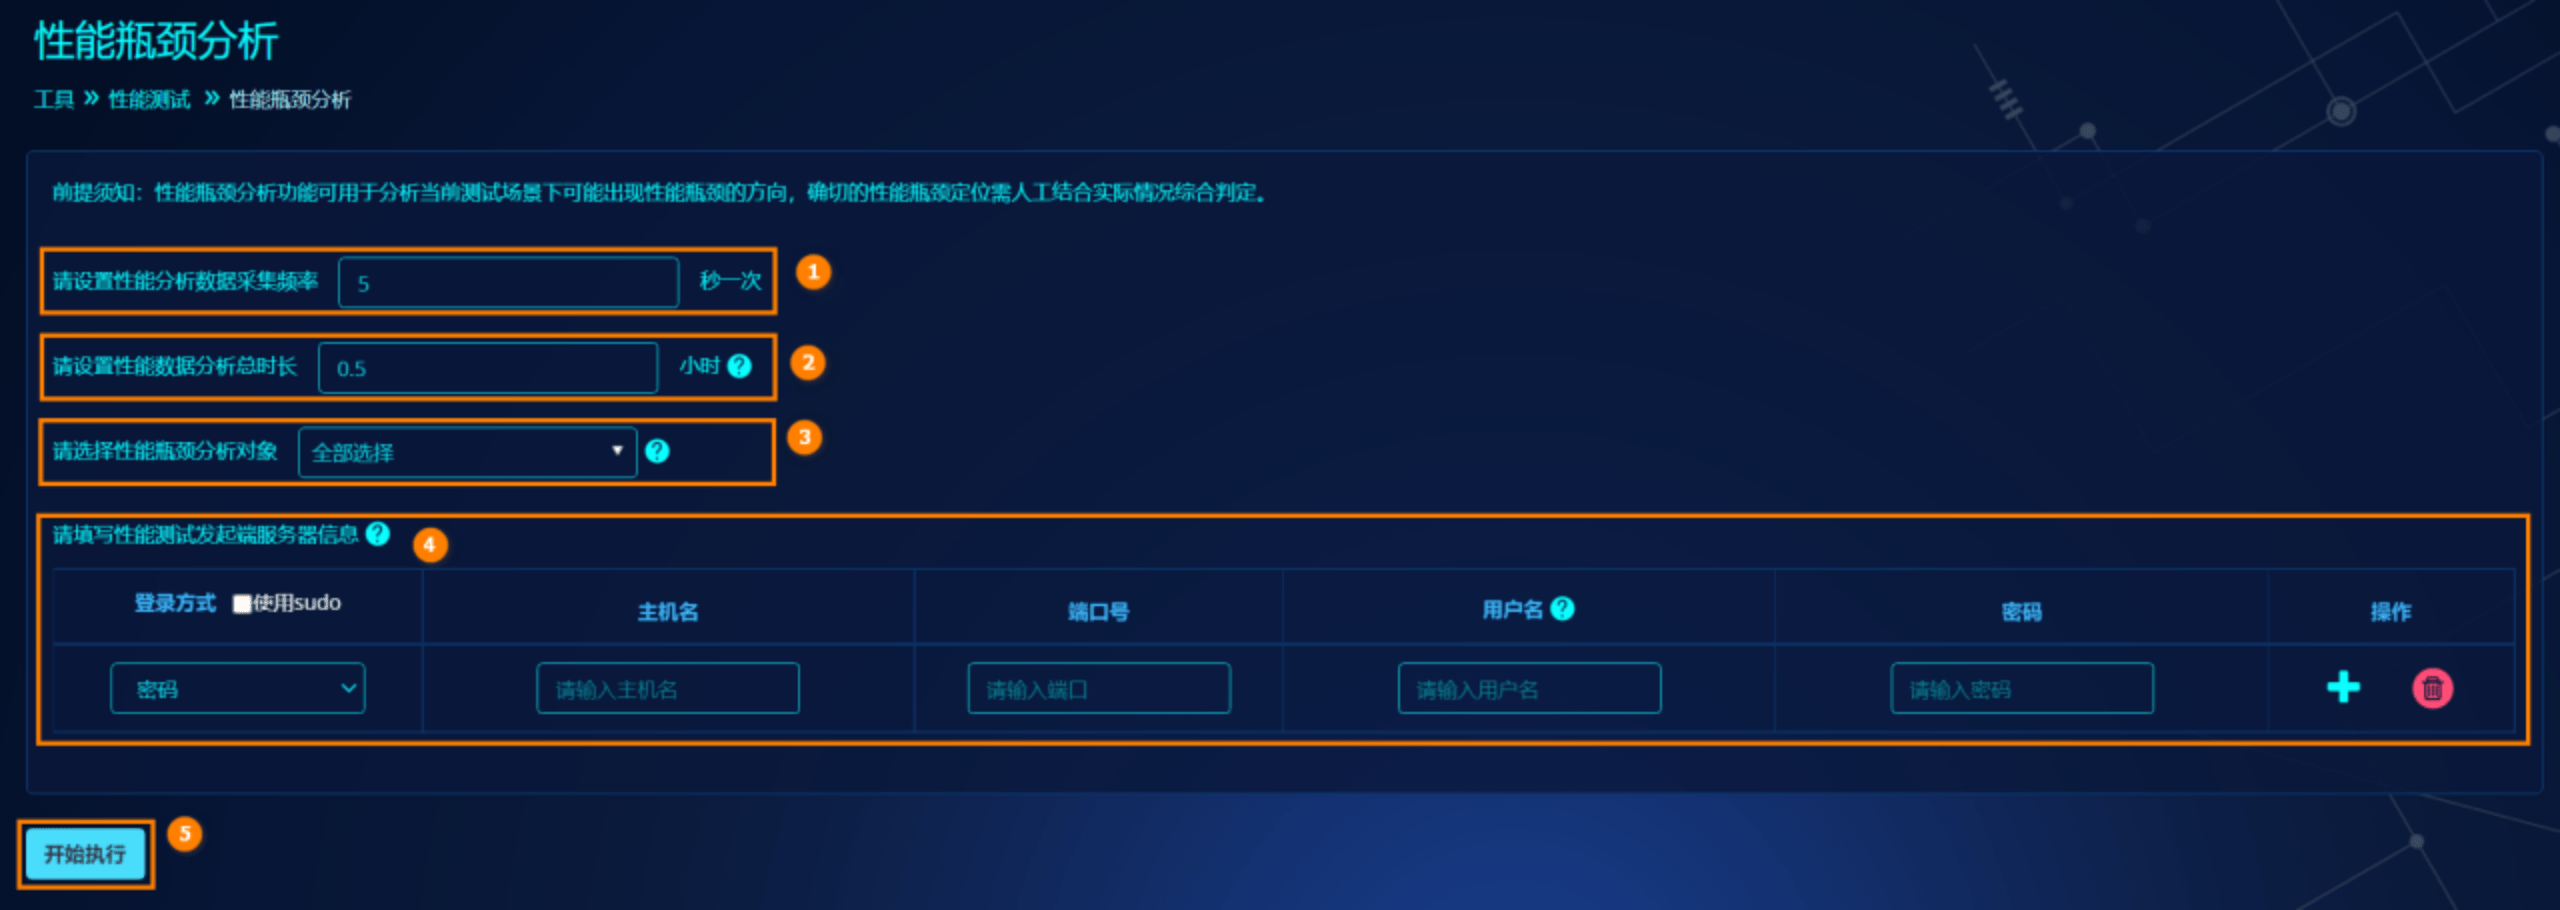 性能瓶颈分析
工具 » 性能测试 » 性能瓶颈分析
前提须知：性能瓶颈分析功能可用于分析当前测试场景下可能出现性能瓶颈的方向，确切的性能瓶颈定位需人工结合实际情况综合判定。
请设置性能分析数据采集频率 5 秒一次 1
请设置性能数据分析总时长 0.5 小时 ? 2
请选择性能瓶颈分析对象 全部选择 ? 3
请填写性能测试发起端服务器信息 ? 4
登录方式 使用sudo 主机名 端口号 用户名 ? 密码 操作
密码 请输入主机名 请输入端口 请输入用户名 请输入密码
开始执行 5